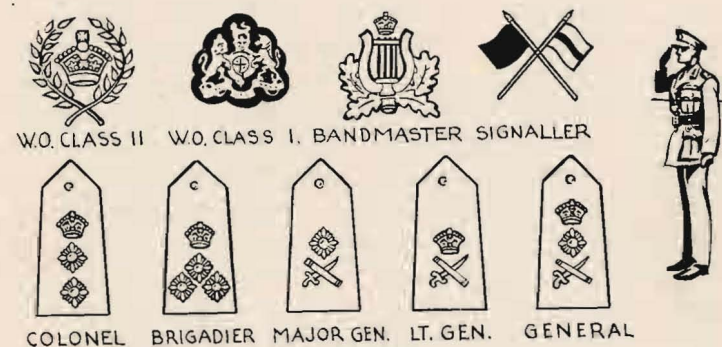 W.O. CLASS II W.O. CLASS I. BANDMASTER SIGNALLER
COLONEL BRIGADIER MAJOR GEN. LT. GEN. GENERAL